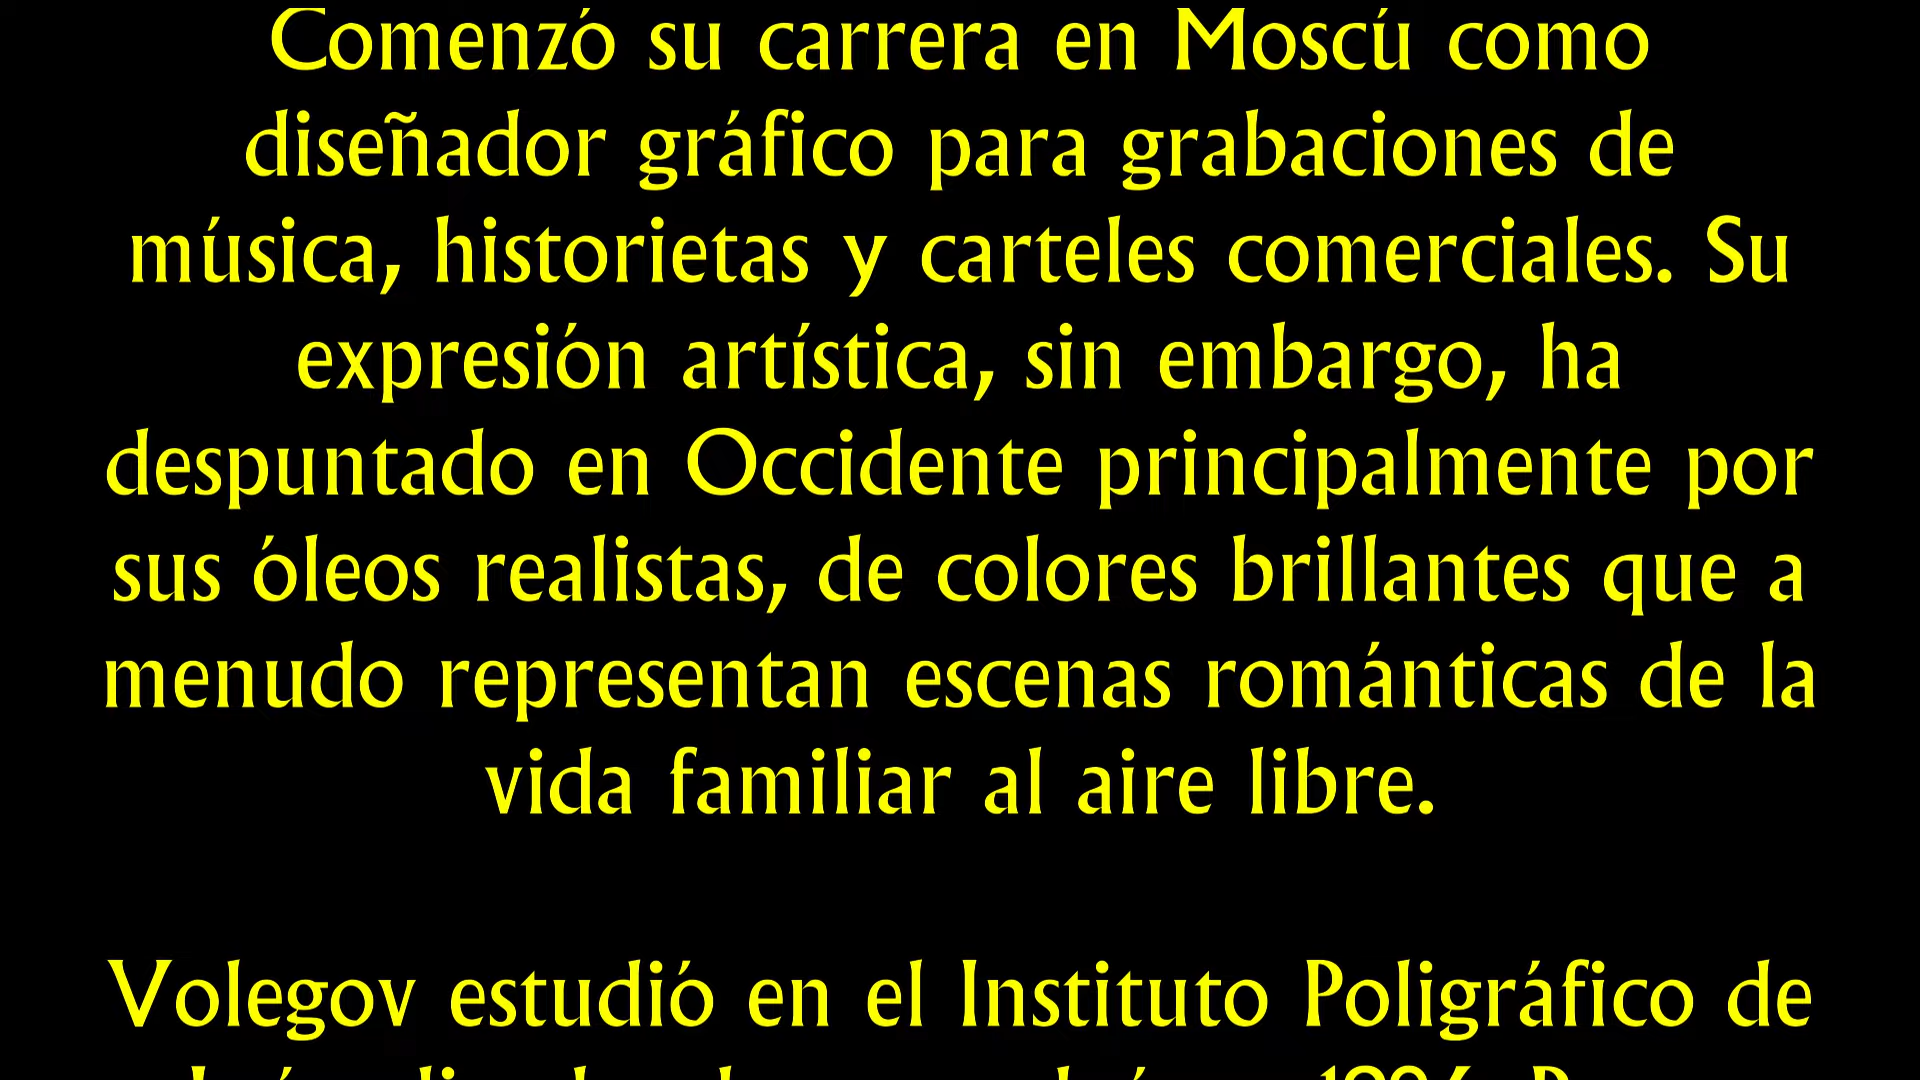 Comenzó su carrera en Moscú como
diseñador gráfico para grabaciones de
música, historietas y carteles comerciales. Su
expresión artística, sin embargo, ha
despuntado en Occidente principalmente por
sus óleos realistas, de colores brillantes que a
menudo representan escenas románticas de la
vida familiar al aire libre.
Volegov estudió en el Instituto Poligráfico de